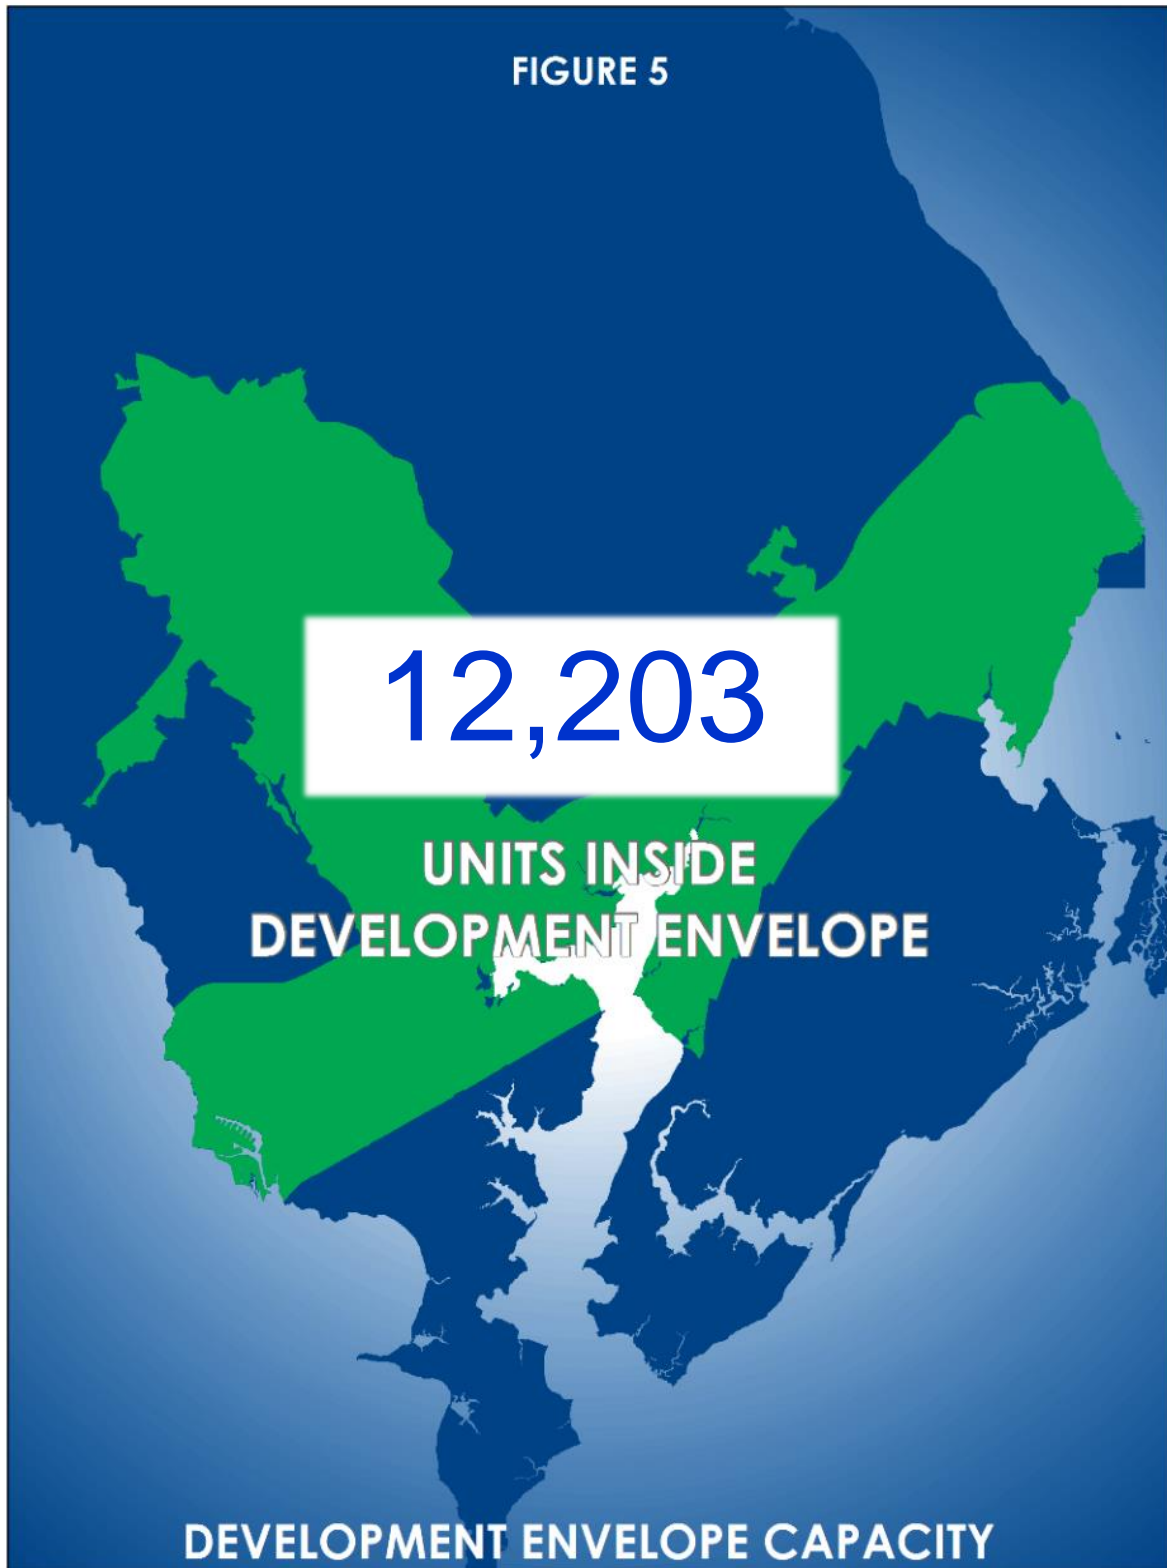 FIGURE 5
12,203
UNITS INSIDE
DEVELOPMENT ENVELOPE
DEVELOPMENT ENVELOPE CAPACITY